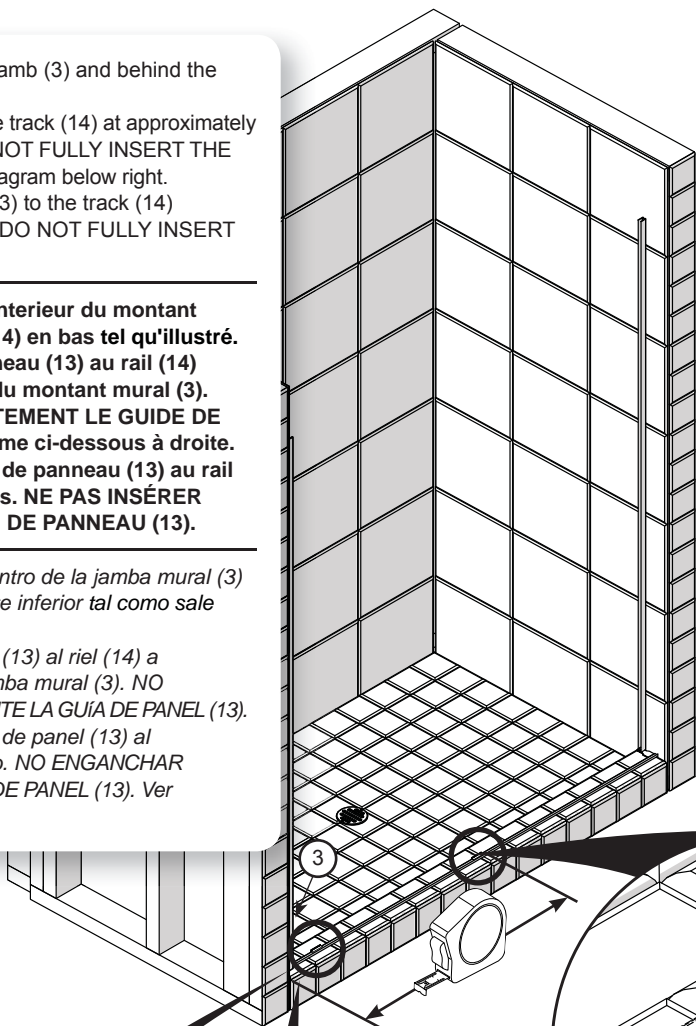 amb (3) and behind the
e track (14) at approximately
NOT FULLY INSERT THE
agram below right.
3) to the track (14)
DO NOT FULLY INSERT
nterieur du montant
4) en bas tel qu'illustré.
neau (13) au rail (14)
du montant mural (3).
TEMENT LE GUIDE DE
me ci-dessous à droite.
de panneau (13) au rail
s. NE PAS INSÉRER
DE PANNEAU (13).
ntro de la jamba mural (3)
e inferior tal como sale
(13) al riel (14) a
mba mural (3). NO
TE LA GUíA DE PANEL (13).
de panel (13) al
o. NO ENGANCHAR
DE PANEL (13). Ver
3